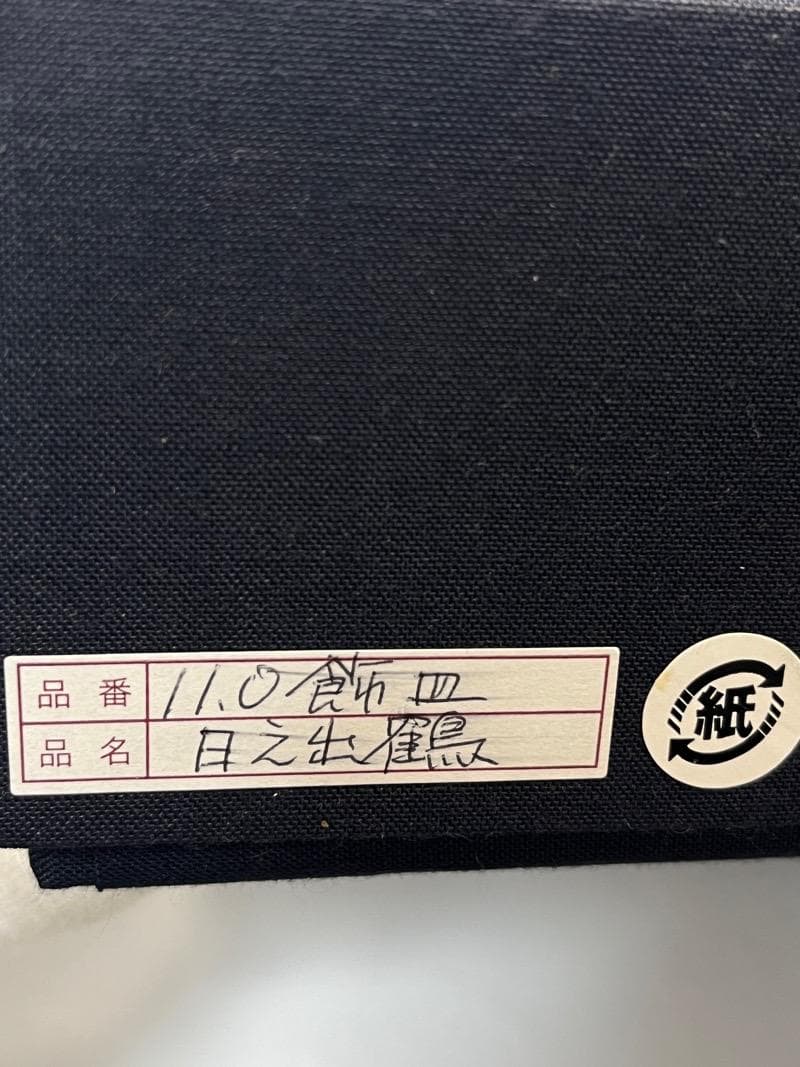 品番 11.0飾皿
品名 日之出鶴
紙